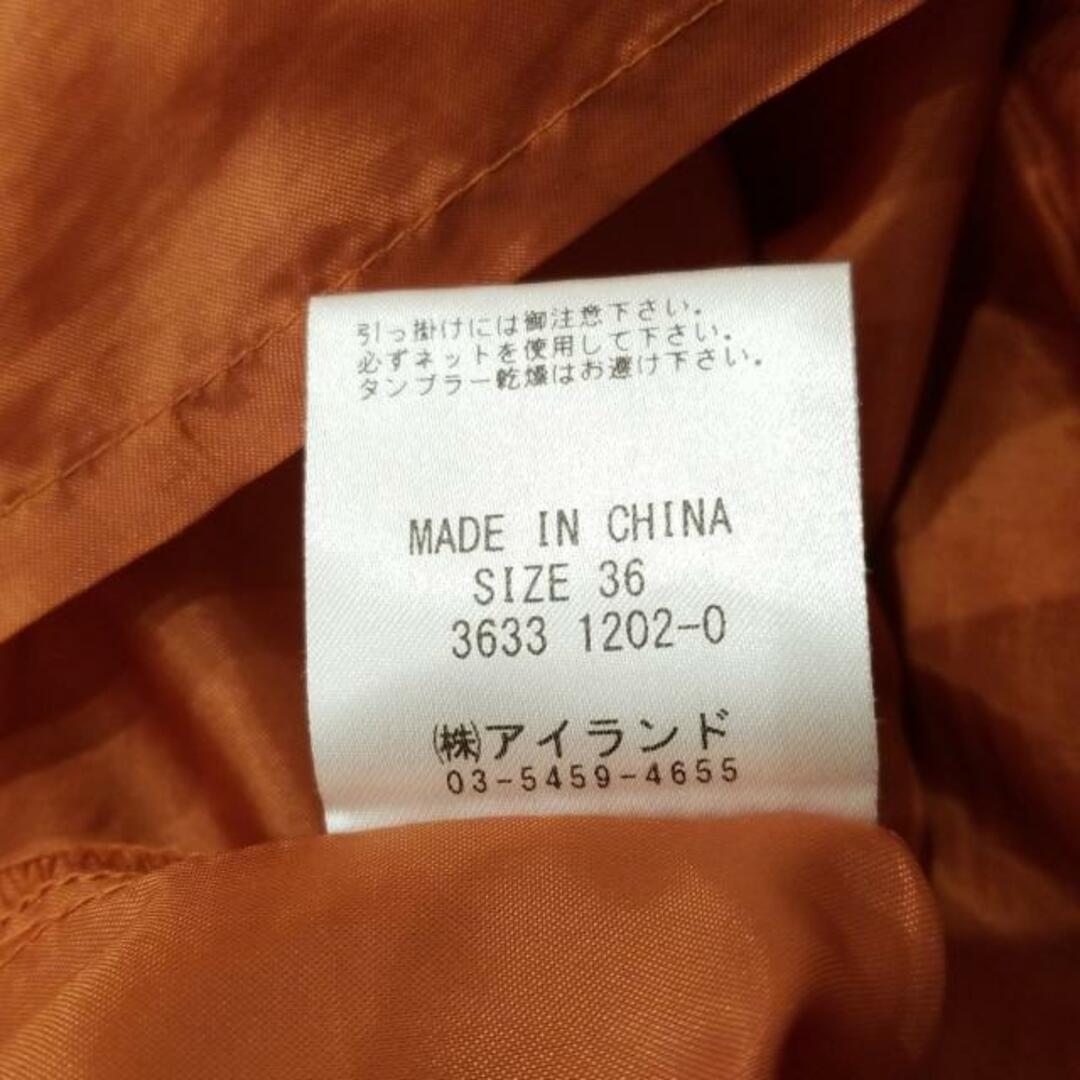 引っ掛けには御注意下さい。
必ずネットを使用して下さい。
タンブラー乾燥はお避け下さい。
MADE IN CHINA
SIZE 36
3633 1202-0
㈱アイランド
03-5459-4655